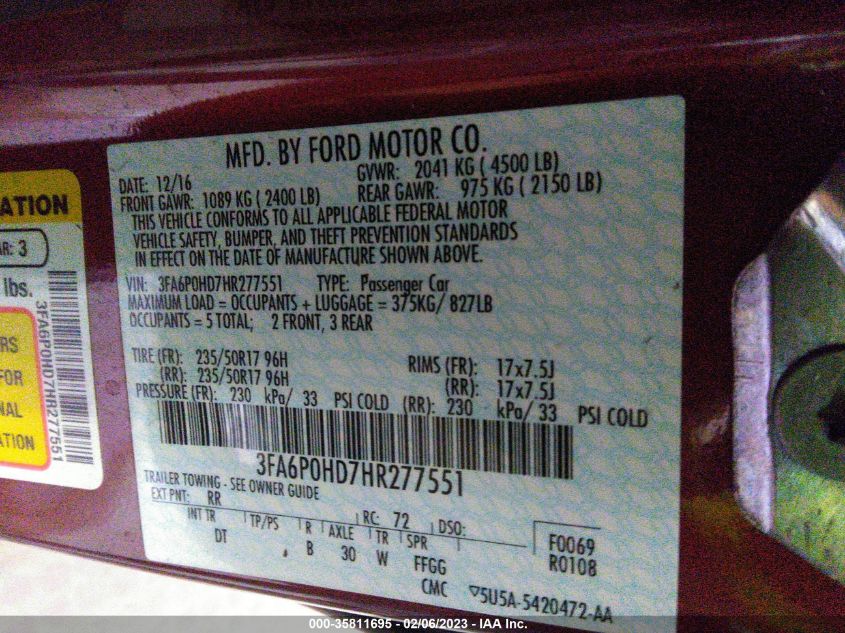 MFD. BY FORD MOTOR CO.
DATE: 12/16 GVWR: 2041 KG ( 4500 LB)
FRONT GAWR: 1089 KG ( 2400 LB) REAR GAWR: 975 KG ( 2150 LB)
THIS VEHICLE CONFORMS TO ALL APPLICABLE FEDERAL MOTOR
VEHICLE SAFETY, BUMPER, AND THEFT PREVENTION STANDARDS
IN EFFECT ON THE DATE OF MANUFACTURE SHOWN ABOVE.
VIN: 3FA6P0HD7HR277551 TYPE: Passenger Car
MAXIMUM LOAD = OCCUPANTS + LUGGAGE = 375KG/ 827LB
OCCUPANTS = 5 TOTAL; 2 FRONT, 3 REAR
TIRE (FR): 235/50R17 96H RIMS (FR): 17x7.5J
(RR): 235/50R17 96H (RR): 17x7.5J
PRESSURE (FR): 230 kPa/ 33 PSI COLD (RR): 230 kPa/ 33 PSI COLD
3FA6P0HD7HR277551
TRAILER TOWING - SEE OWNER GUIDE
EXT PNT: RR RC: 72 DSO:
INT TR TP/PS R AXLE TR SPR F0069
DT B 30 W FFGG R0108
CMC ▽5U5A-5420472-AA
ATION
AR: 3
lbs.
RS
FOR
NAL
ATION
3FA6P0HD7HR277551
000-35811695 - 02/06/2023 - IAA Inc.